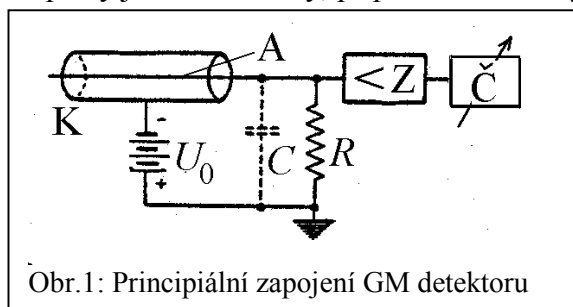 A
K
-
U₀
+
C
R
< Z
Č
Obr.1: Principiální zapojení GM detektoru